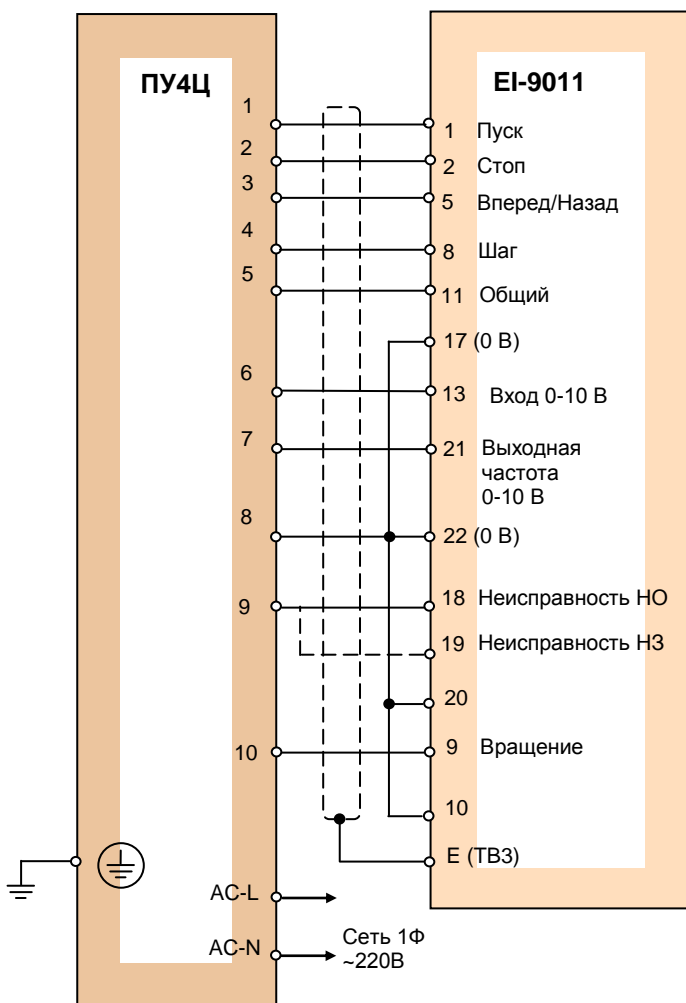 ПУ4Ц
EI-9011
1
1 Пуск
2
2 Стоп
3
5 Вперед/Назад
4
8 Шаг
5
11 Общий
17 (0 В)
6
13 Вход 0-10 В
7
21 Выходная
частота
0-10 В
8
22 (0 В)
9
18 Неисправность НО
19 Неисправность НЗ
20
10
9 Вращение
10
E (ТВ3)
AC-L
AC-N
Сеть 1Ф
~220В